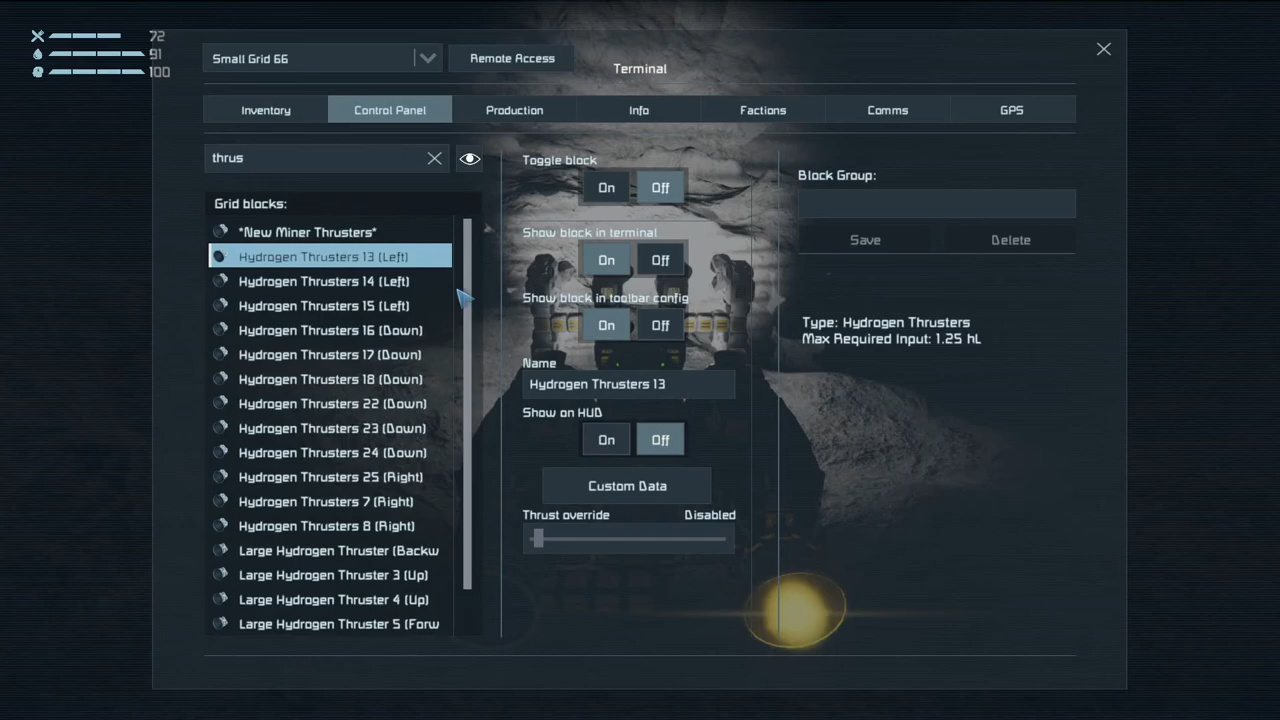 72
91
100
Small Grid 66
Remote Access
Terminal
Inventory
Control Panel
Production
Info
Factions
Comms
GPS
thrus
Grid blocks:
*New Miner Thrusters*
Hydrogen Thrusters 13 (Left)
Hydrogen Thrusters 14 (Left)
Hydrogen Thrusters 15 (Left)
Hydrogen Thrusters 16 (Down)
Hydrogen Thrusters 17 (Down)
Hydrogen Thrusters 18 (Down)
Hydrogen Thrusters 22 (Down)
Hydrogen Thrusters 23 (Down)
Hydrogen Thrusters 24 (Down)
Hydrogen Thrusters 25 (Right)
Hydrogen Thrusters 7 (Right)
Hydrogen Thrusters 8 (Right)
Large Hydrogen Thruster (Backw
Large Hydrogen Thruster 3 (Up)
Large Hydrogen Thruster 4 (Up)
Large Hydrogen Thruster 5 (Forw
Toggle block
On Off
Show block in terminal
On Off
Show block in toolbar config
On Off
Name
Hydrogen Thrusters 13
Show on HUD
On Off
Custom Data
Thrust override Disabled
Block Group:
Save Delete
Type: Hydrogen Thrusters
Max Required Input: 1.25 hL